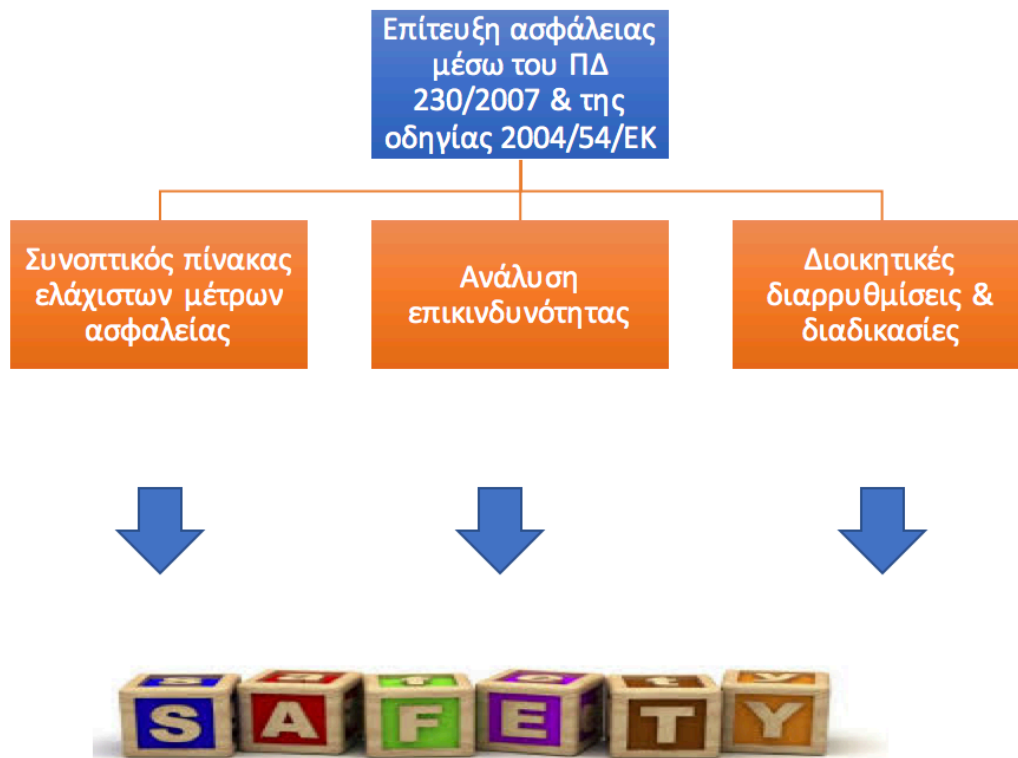 Επίτευξη ασφάλειας
μέσω του ΠΔ
230/2007 & της
οδηγίας 2004/54/ΕΚ
Συνοπτικός πίνακας
ελάχιστων μέτρων
ασφαλείας
Ανάλυση
επικινδυνότητας
Διοικητικές
διαρρυθμίσεις &
διαδικασίες
s a f e t y
S A F E T Y